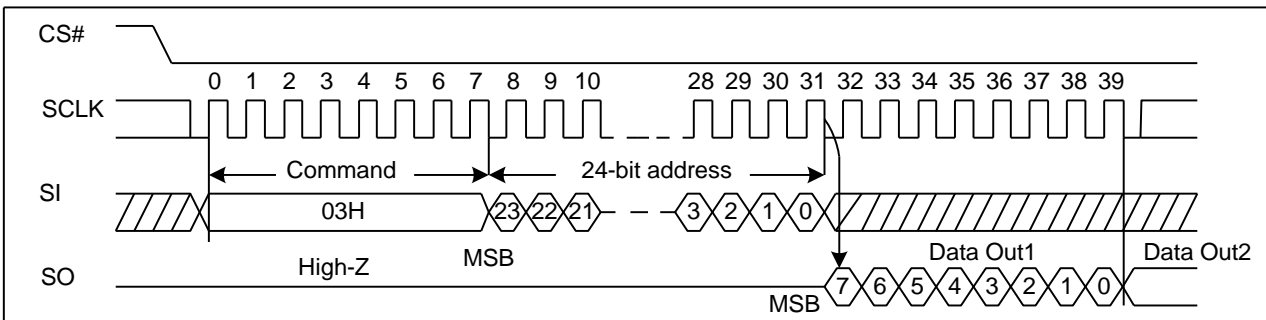 CS#
0 1 2 3 4 5 6 7 8 9 10 28 29 30 31 32 33 34 35 36 37 38 39
SCLK
Command 24-bit address
SI
03H 23 22 21 3 2 1 0
MSB Data Out1 Data Out2
High-Z
SO
7 6 5 4 3 2 1 0
MSB